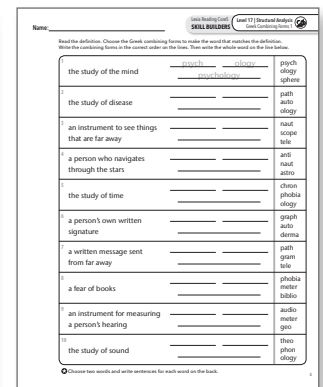 Lexia Reading Core5
SKILL BUILDERS
Level 17 | Structural Analysis
Greek Combining Forms 1
Name:
Read the definition. Choose the Greek combining forms to make the word that matches the definition.
Write the combining forms in the correct order on the lines. Then write the whole word on the line below.
1
the study of the mind
psych ology
psychology
psych
ology
sphere
2
the study of disease
path
auto
ology
3
an instrument to see things
that are far away
naut
scope
tele
4
a person who navigates
through the stars
anti
naut
astro
5
the study of time
chron
phobia
ology
6
a person's own written
signature
graph
auto
derma
7
a written message sent
from far away
path
gram
tele
8
a fear of books
phobia
meter
biblio
9
an instrument for measuring
a person's hearing
audio
meter
geo
10
the study of sound
theo
phon
ology
Choose two words and write sentences for each word on the back.